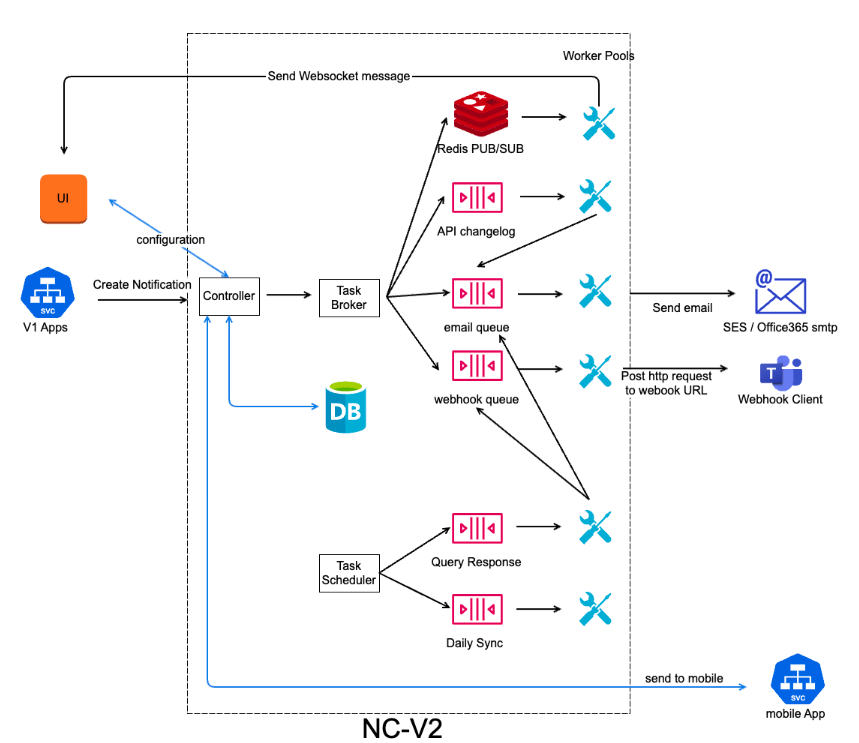 Worker Pools
Send Websocket message
Redis PUB/SUB
UI
API changelog
configuration
Create Notification
Controller
Task
Broker
svc
V1 Apps
email queue
Send email
@
SES / Office365 smtp
DB
webhook queue
Post http request
to webook URL
T
Webhook Client
Task
Scheduler
Query Response
Daily Sync
send to mobile
svc
mobile App
NC-V2